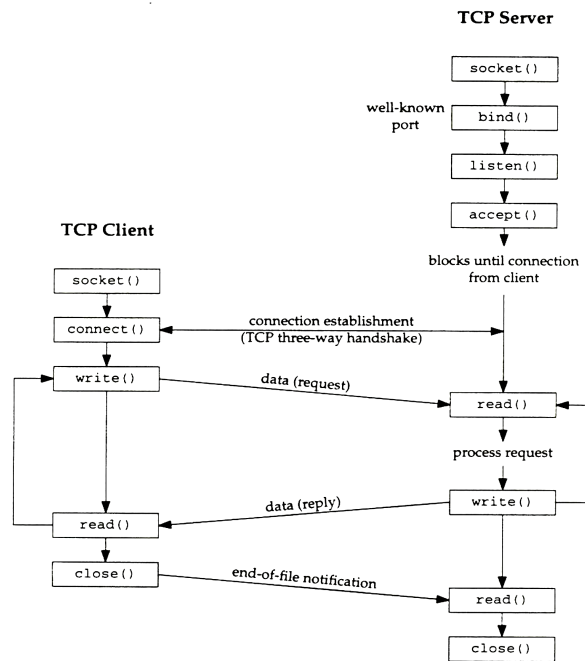 TCP Server
socket()
well-known
port
bind()
listen()
accept()
TCP Client
blocks until connection
from client
socket()
connection establishment
(TCP three-way handshake)
connect()
write()
data (request)
read()
process request
data (reply)
write()
read()
close()
end-of-file notification
read()
close()